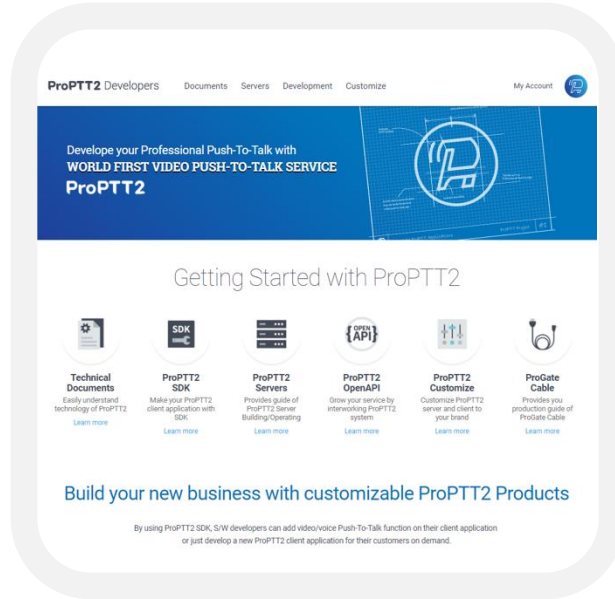 ProPTT2 Developers
Documents Servers Development Customize
My Account
Develope your Professional Push-To-Talk with
WORLD FIRST VIDEO PUSH-TO-TALK SERVICE
ProPTT2
Getting Started with ProPTT2
SDK
{OPEN API}
Technical
Documents
Easily understand
technology of ProPTT2
Learn more
ProPTT2
SDK
Make your ProPTT2
client application with
SDK
Learn more
ProPTT2
Servers
Provides guide of
ProPTT2 Server
Building/Operating
Learn more
ProPTT2
OpenAPI
Grow your service by
interworking ProPTT2
system
Learn more
ProPTT2
Customize
Customize ProPTT2
server and client to
your brand
Learn more
ProGate
Cable
Provides you
production guide of
ProGate Cable
Learn more
Build your new business with customizable ProPTT2 Products
By using ProPTT2 SDK, S/W developers can add video/voice Push-To-Talk function on their client application
or just develop a new ProPTT2 client application for their customers on demand.